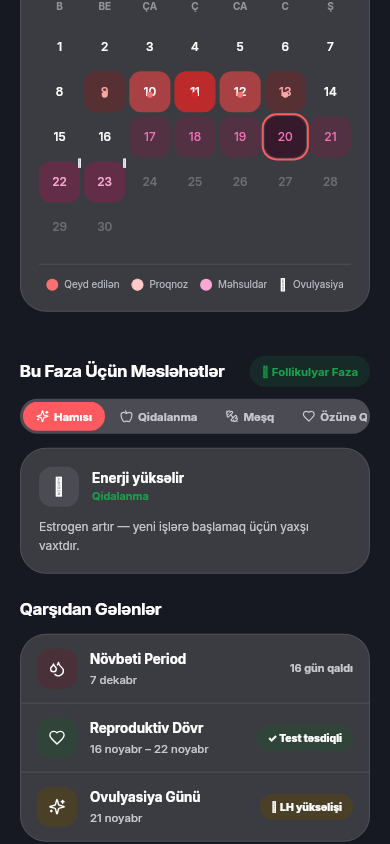 B BE ÇA Ç CA C Ş
1 2 3 4 5 6 7
8 9 10 11 12 13 14
15 16 17 18 19 20 21
22 23 24 25 26 27 28
29 30
Qeyd edilən Proqnoz Məhsuldar Ovulyasiya
Bu Faza Üçün Məsləhətlər Follikulyar Faza
Hamısı Qidalanma Məşq Özünə Q
Enerji yüksəlir
Qidalanma
Estrogen artır — yeni işlərə başlamaq üçün yaxşı
vaxtdır.
Qarşıdan Gələnlər
Növbəti Period
7 dekabr
16 gün qaldı
Reproduktiv Dövr
16 noyabr – 22 noyabr
✓ Test təsdiqli
Ovulyasiya Günü
21 noyabr
LH yüksəlişi